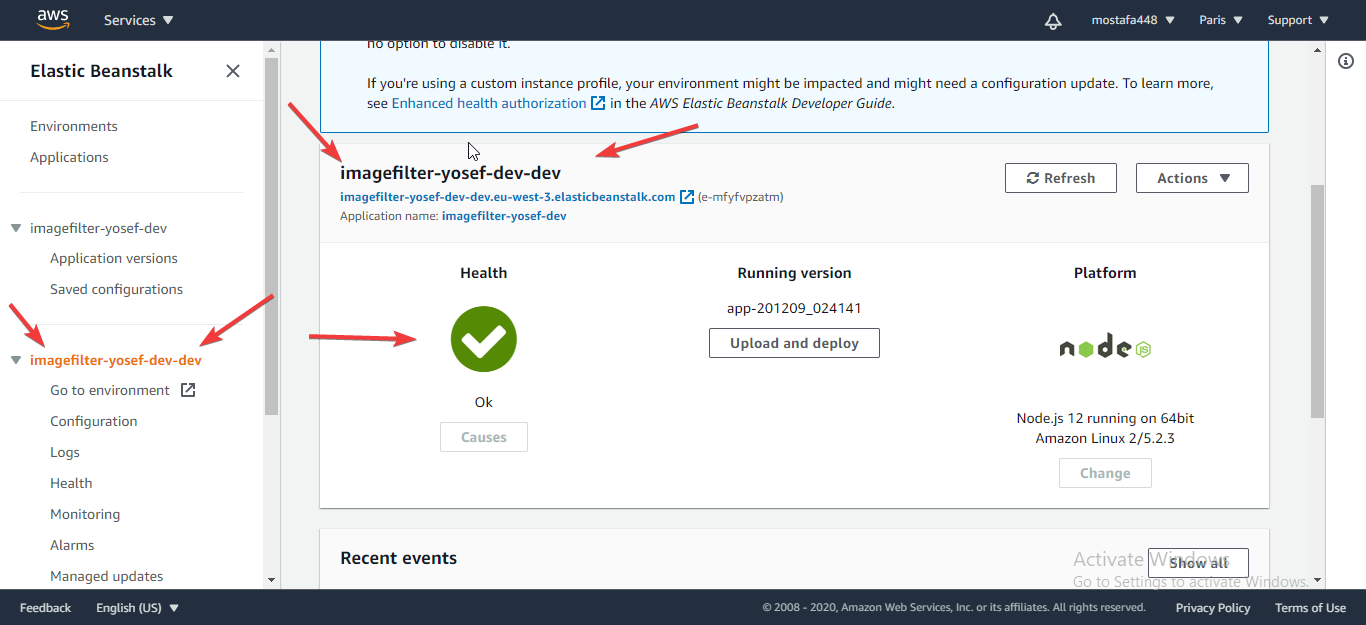 aws
Services
mostafa448
Paris
Support
Elastic Beanstalk
Environments
Applications
imagefilter-yosef-dev
Application versions
Saved configurations
imagefilter-yosef-dev-dev
Go to environment
Configuration
Logs
Health
Monitoring
Alarms
Managed updates
no option to disable it.
If you're using a custom instance profile, your environment might be impacted and might need a configuration update. To learn more,
see Enhanced health authorization in the AWS Elastic Beanstalk Developer Guide.
imagefilter-yosef-dev-dev
imagefilter-yosef-dev-dev.eu-west-3.elasticbeanstalk.com (e-mfyfvpzatm)
Application name: imagefilter-yosef-dev
Refresh
Actions
Health
Ok
Causes
Running version
app-201209_024141
Upload and deploy
Platform
node JS
Node.js 12 running on 64bit
Amazon Linux 2/5.2.3
Change
Recent events
Show all
Activate Windows
Go to Settings to activate Windows.
Feedback
English (US)
© 2008 - 2020, Amazon Web Services, Inc. or its affiliates. All rights reserved.
Privacy Policy
Terms of Use